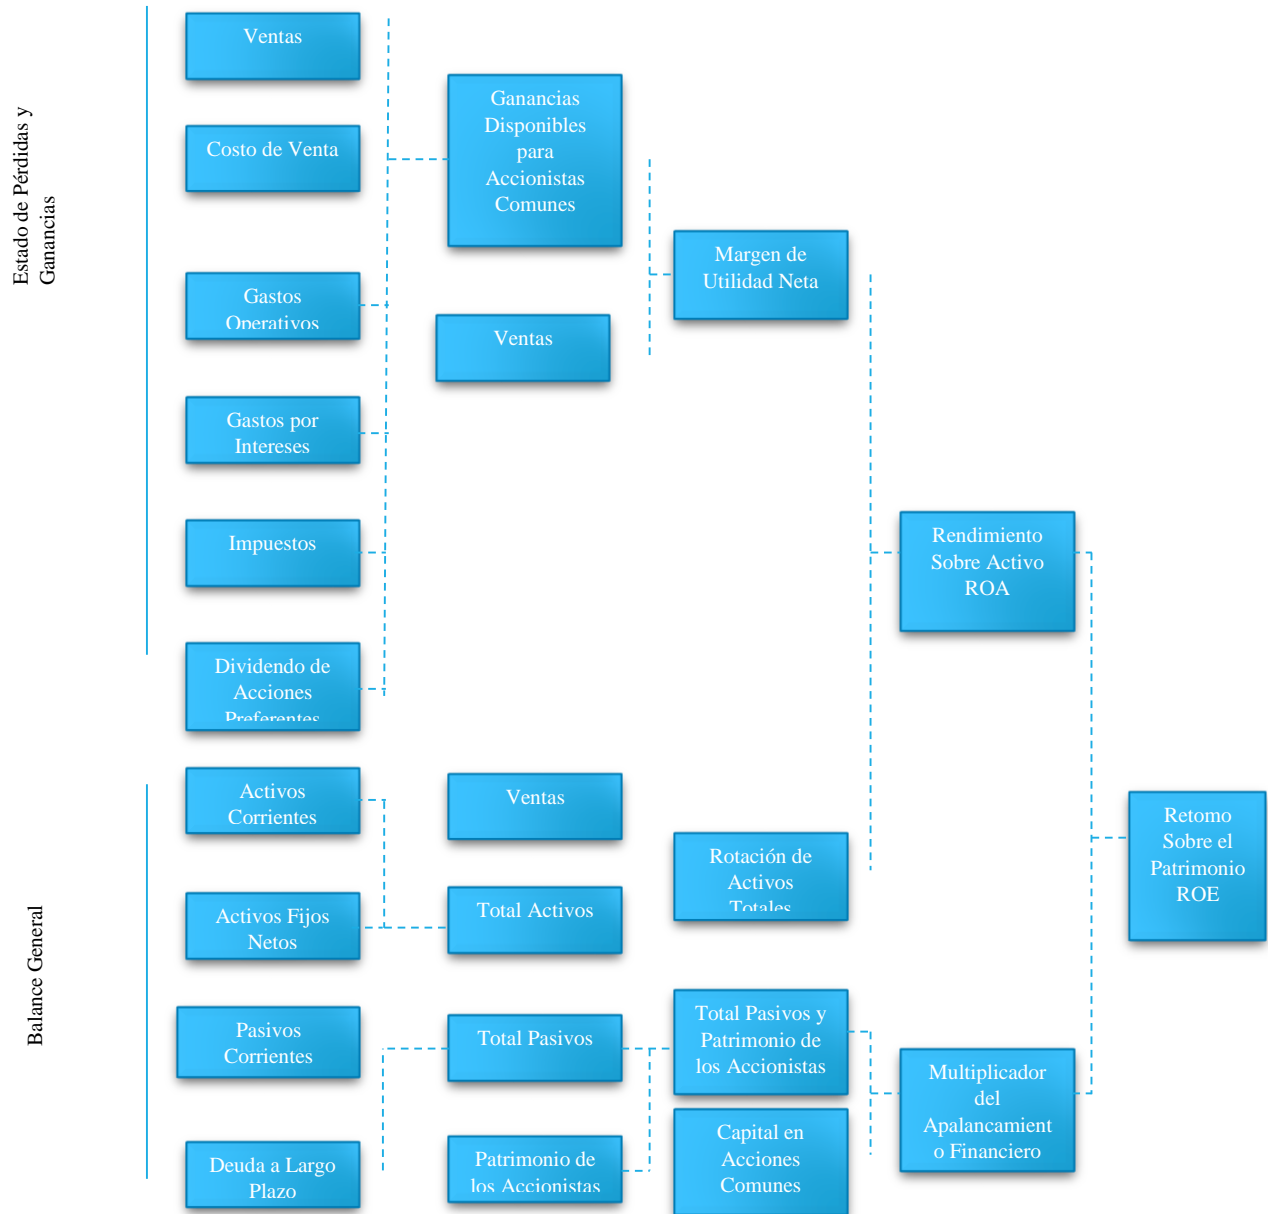 Estado de Pérdidas y
Ganancias
Ventas
Costo de Venta
Gastos
Operativos
Gastos por
Intereses
Impuestos
Dividendo de
Acciones
Preferentes
Ganancias
Disponibles
para
Accionistas
Comunes
Ventas
Margen de
Utilidad Neta
Rendimiento
Sobre Activo
ROA
Balance General
Activos
Corrientes
Activos Fijos
Netos
Pasivos
Corrientes
Deuda a Largo
Plazo
Ventas
Total Activos
Total Pasivos
Patrimonio de
los Accionistas
Rotación de
Activos
Totales
Total Pasivos y
Patrimonio de
los Accionistas
Capital en
Acciones
Comunes
Multiplicador
del
Apalancamient
o Financiero
Retomo
Sobre el
Patrimonio
ROE